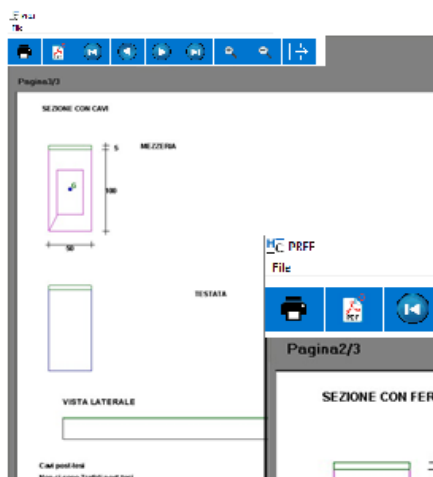 File
Pagina3/3
SEZIONE CON CAVI
5
MEZZERIA
G
100
50
TESTATA
VISTA LATERALE
Cavi post-tesi
PREF
File
PDF
Pagina2/3
SEZIONE CON FER